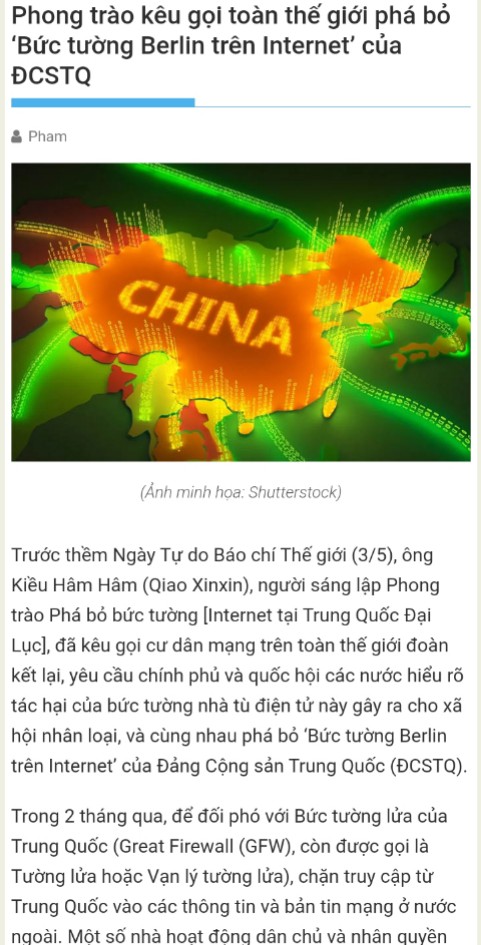 Phong trào kêu gọi toàn thế giới phá bỏ
‘Bức tường Berlin trên Internet’ của
ĐCSTQ
Pham
CHINA
(Ảnh minh họa: Shutterstock)
Trước thềm Ngày Tự do Báo chí Thế giới (3/5), ông
Kiều Hâm Hâm (Qiao Xinxin), người sáng lập Phong
trào Phá bỏ bức tường [Internet tại Trung Quốc Đại
Lục], đã kêu gọi cư dân mạng trên toàn thế giới đoàn
kết lại, yêu cầu chính phủ và quốc hội các nước hiểu rõ
tác hại của bức tường nhà tù điện tử này gây ra cho xã
hội nhân loại, và cùng nhau phá bỏ ‘Bức tường Berlin
trên Internet’ của Đảng Cộng sản Trung Quốc (ĐCSTQ).
Trong 2 tháng qua, để đối phó với Bức tường lửa của
Trung Quốc (Great Firewall (GFW), còn được gọi là
Tường lửa hoặc Vạn lý tường lửa), chặn truy cập từ
Trung Quốc vào các thông tin và bản tin mạng ở nước
ngoài. Một số nhà hoạt động dân chủ và nhân quyền